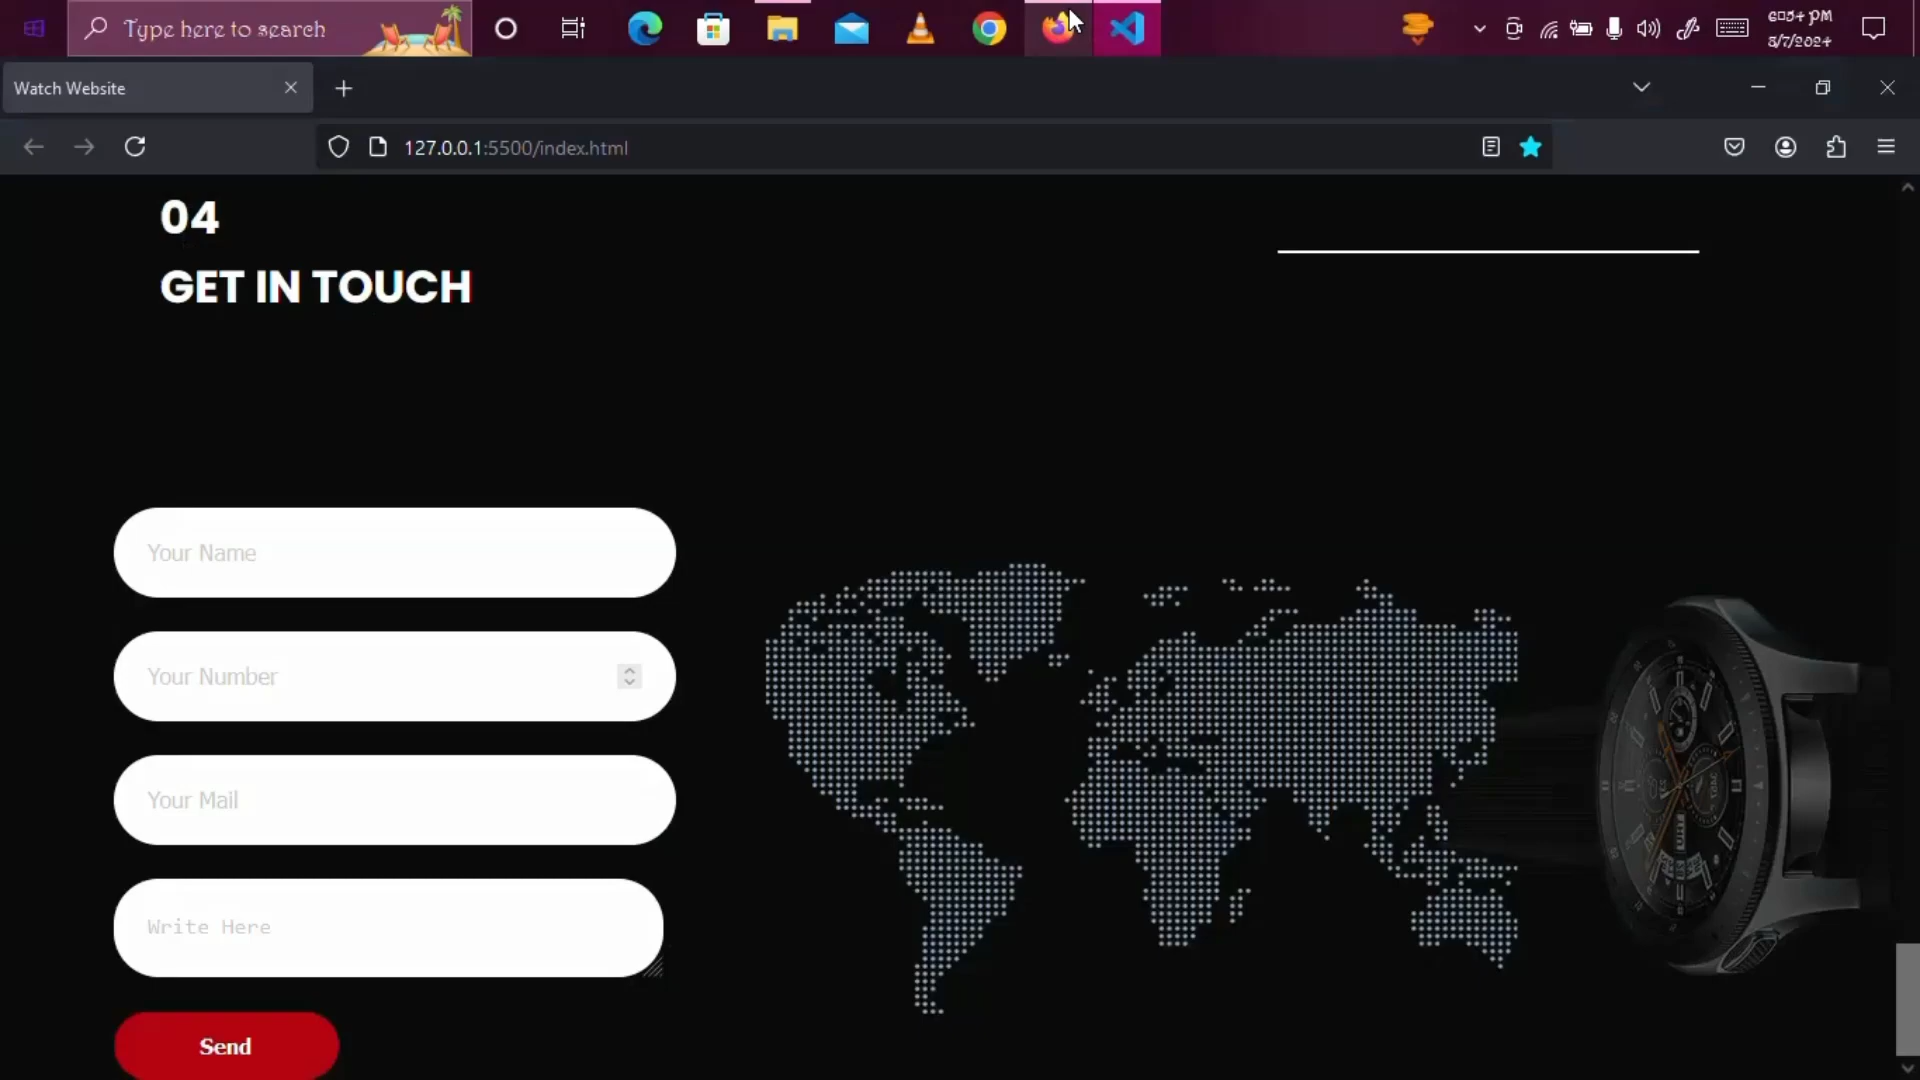 Type here to search
6:54 PM
5/7/2024
Watch Website
127.0.0.1:5500/index.html
04
GET IN TOUCH
Your Name
Your Number
Your Mail
Write Here
Send